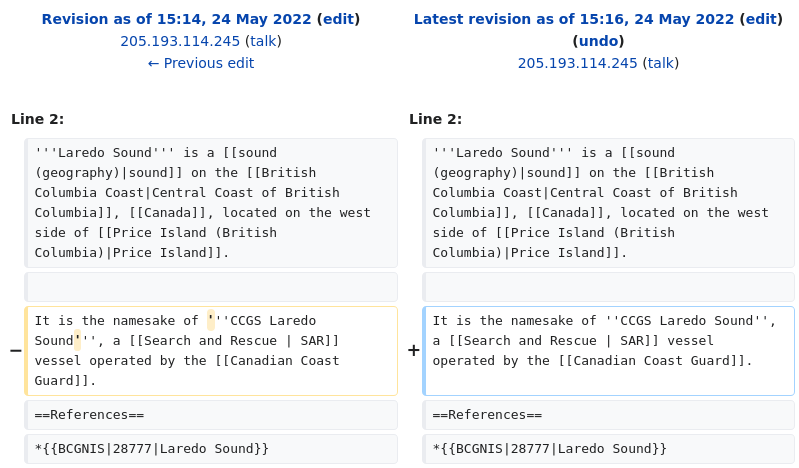 Revision as of 15:14, 24 May 2022 (edit)
205.193.114.245 (talk)
← Previous edit
Latest revision as of 15:16, 24 May 2022 (edit)
(undo)
205.193.114.245 (talk)
Line 2:
Line 2:
'''Laredo Sound''' is a [[sound
(geography)|sound]] on the [[British
Columbia Coast|Central Coast of British
Columbia]], [[Canada]], located on the west
side of [[Price Island (British
Columbia)|Price Island]].
'''Laredo Sound''' is a [[sound
(geography)|sound]] on the [[British
Columbia Coast|Central Coast of British
Columbia]], [[Canada]], located on the west
side of [[Price Island (British
Columbia)|Price Island]].
−
It is the namesake of '''CCGS Laredo
Sound''', a [[Search and Rescue | SAR]]
vessel operated by the [[Canadian Coast
Guard]].
+
It is the namesake of ''CCGS Laredo Sound'',
a [[Search and Rescue | SAR]] vessel
operated by the [[Canadian Coast Guard]].
==References==
==References==
*{{BCGNIS|28777|Laredo Sound}}
*{{BCGNIS|28777|Laredo Sound}}